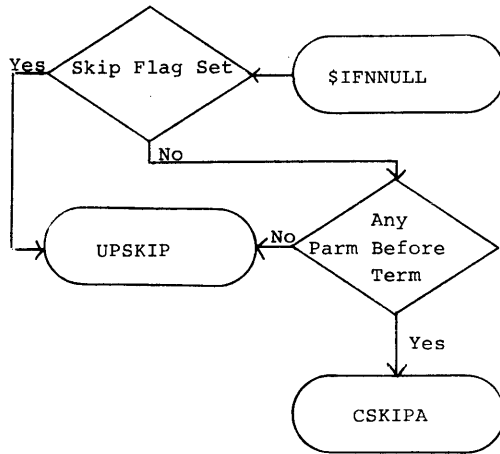 Yes
Skip Flag Set
$IFNNULL
No
Any
Parm Before
Term
No
UPSKIP
Yes
CSKIPA